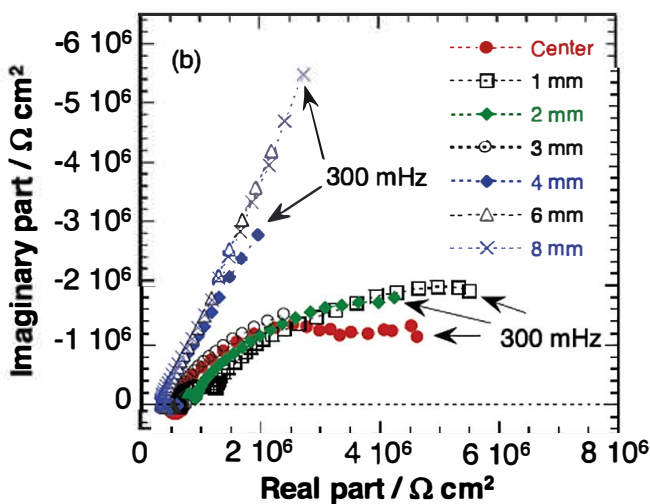 -6 10⁶
-5 10⁶
-4 10⁶
-3 10⁶
-2 10⁶
-1 10⁶
0
Imaginary part / Ω cm²
(b)
Center
1 mm
2 mm
3 mm
4 mm
6 mm
8 mm
300 mHz
300 mHz
0 2 10⁶ 4 10⁶ 6 10⁶ 8 10⁶
Real part / Ω cm²